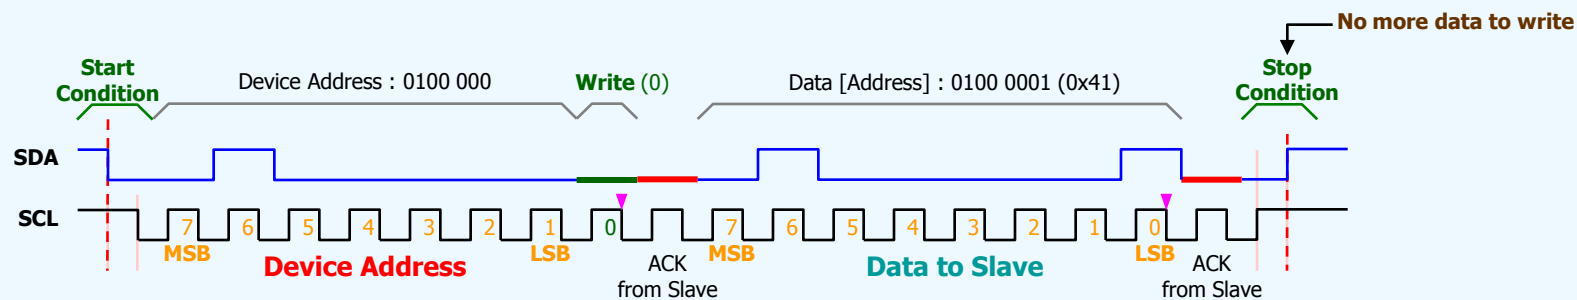 No more data to write
Start
Condition
Device Address : 0100 000
Write (0)
Data [Address] : 0100 0001 (0x41)
Stop
Condition
SDA
SCL
7 6 5 4 3 2 1 0 7 6 5 4 3 2 1 0
MSB LSB MSB LSB
Device Address
ACK
from Slave
Data to Slave
ACK
from Slave